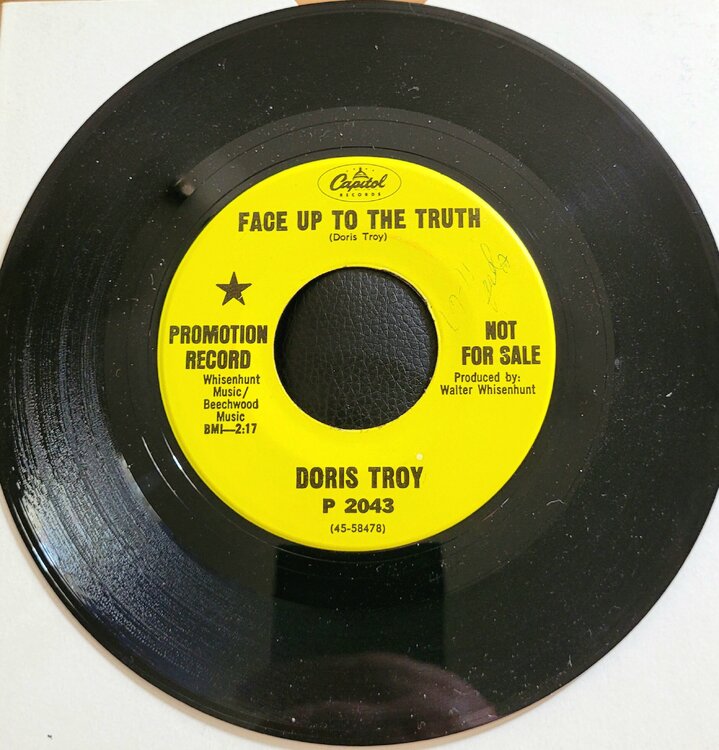 Capitol
RECORDS
FACE UP TO THE TRUTH
(Doris Troy)
PROMOTION
RECORD
Whisenhunt
Music/
Beechwood
Music
BMI—2:17
NOT
FOR SALE
Produced by:
Walter Whisenhunt
DORIS TROY
P 2043
(45-58478)